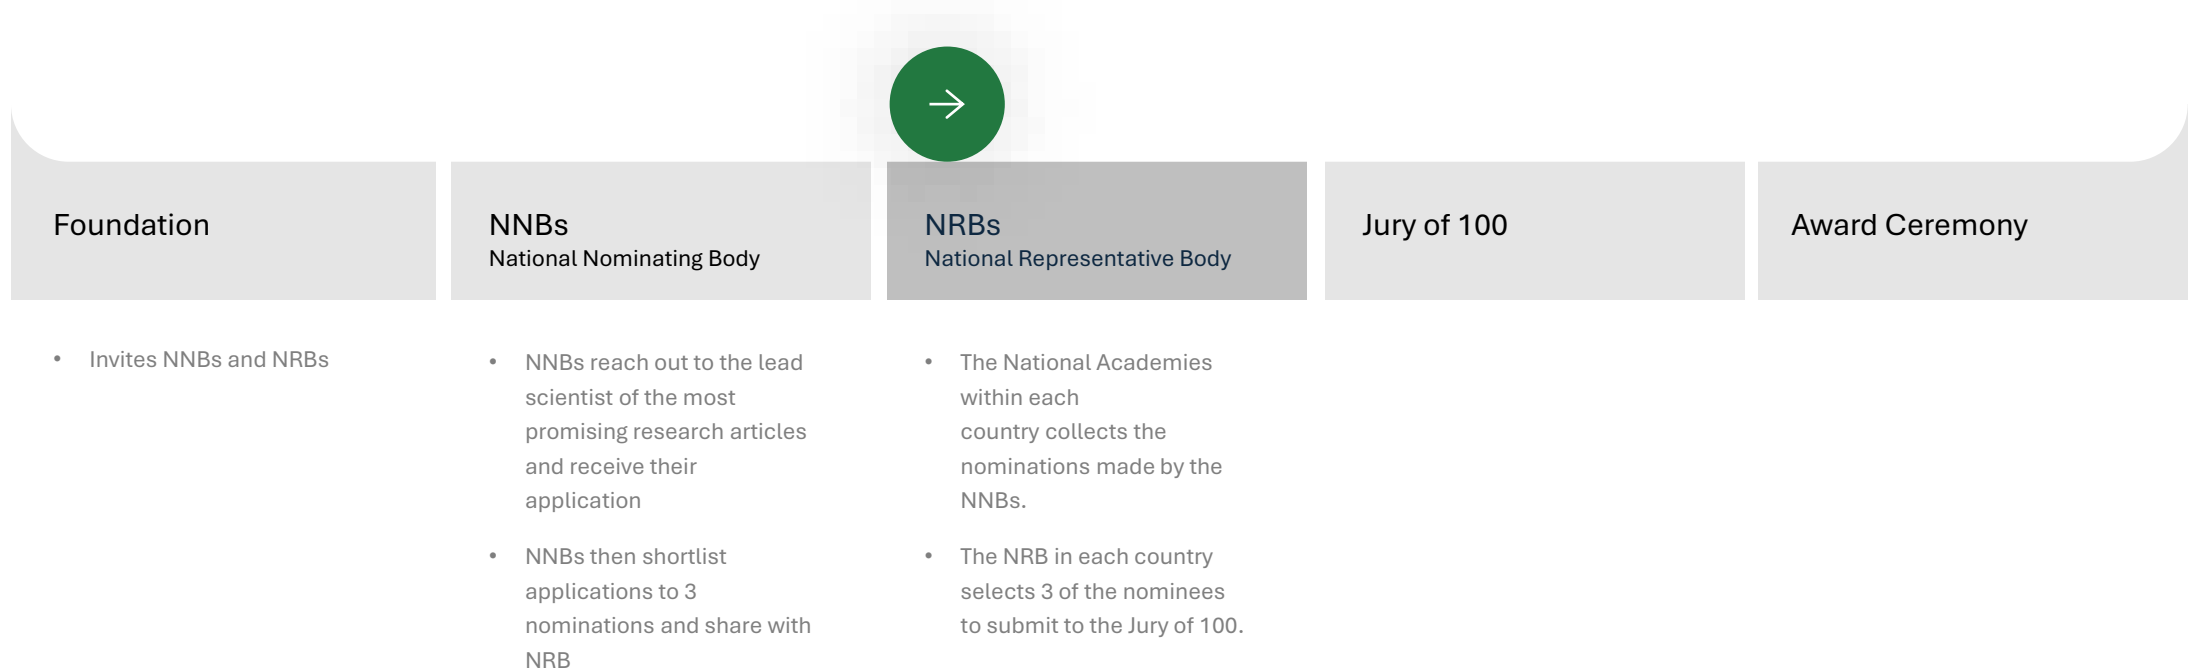 Foundation
NNBs
National Nominating Body
NRBs
National Representative Body
Jury of 100
Award Ceremony
• Invites NNBs and NRBs
• NNBs reach out to the lead
scientist of the most
promising research articles
and receive their
application
• NNBs then shortlist
applications to 3
nominations and share with
NRB
• The National Academies
within each
country collects the
nominations made by the
NNBs.
• The NRB in each country
selects 3 of the nominees
to submit to the Jury of 100.